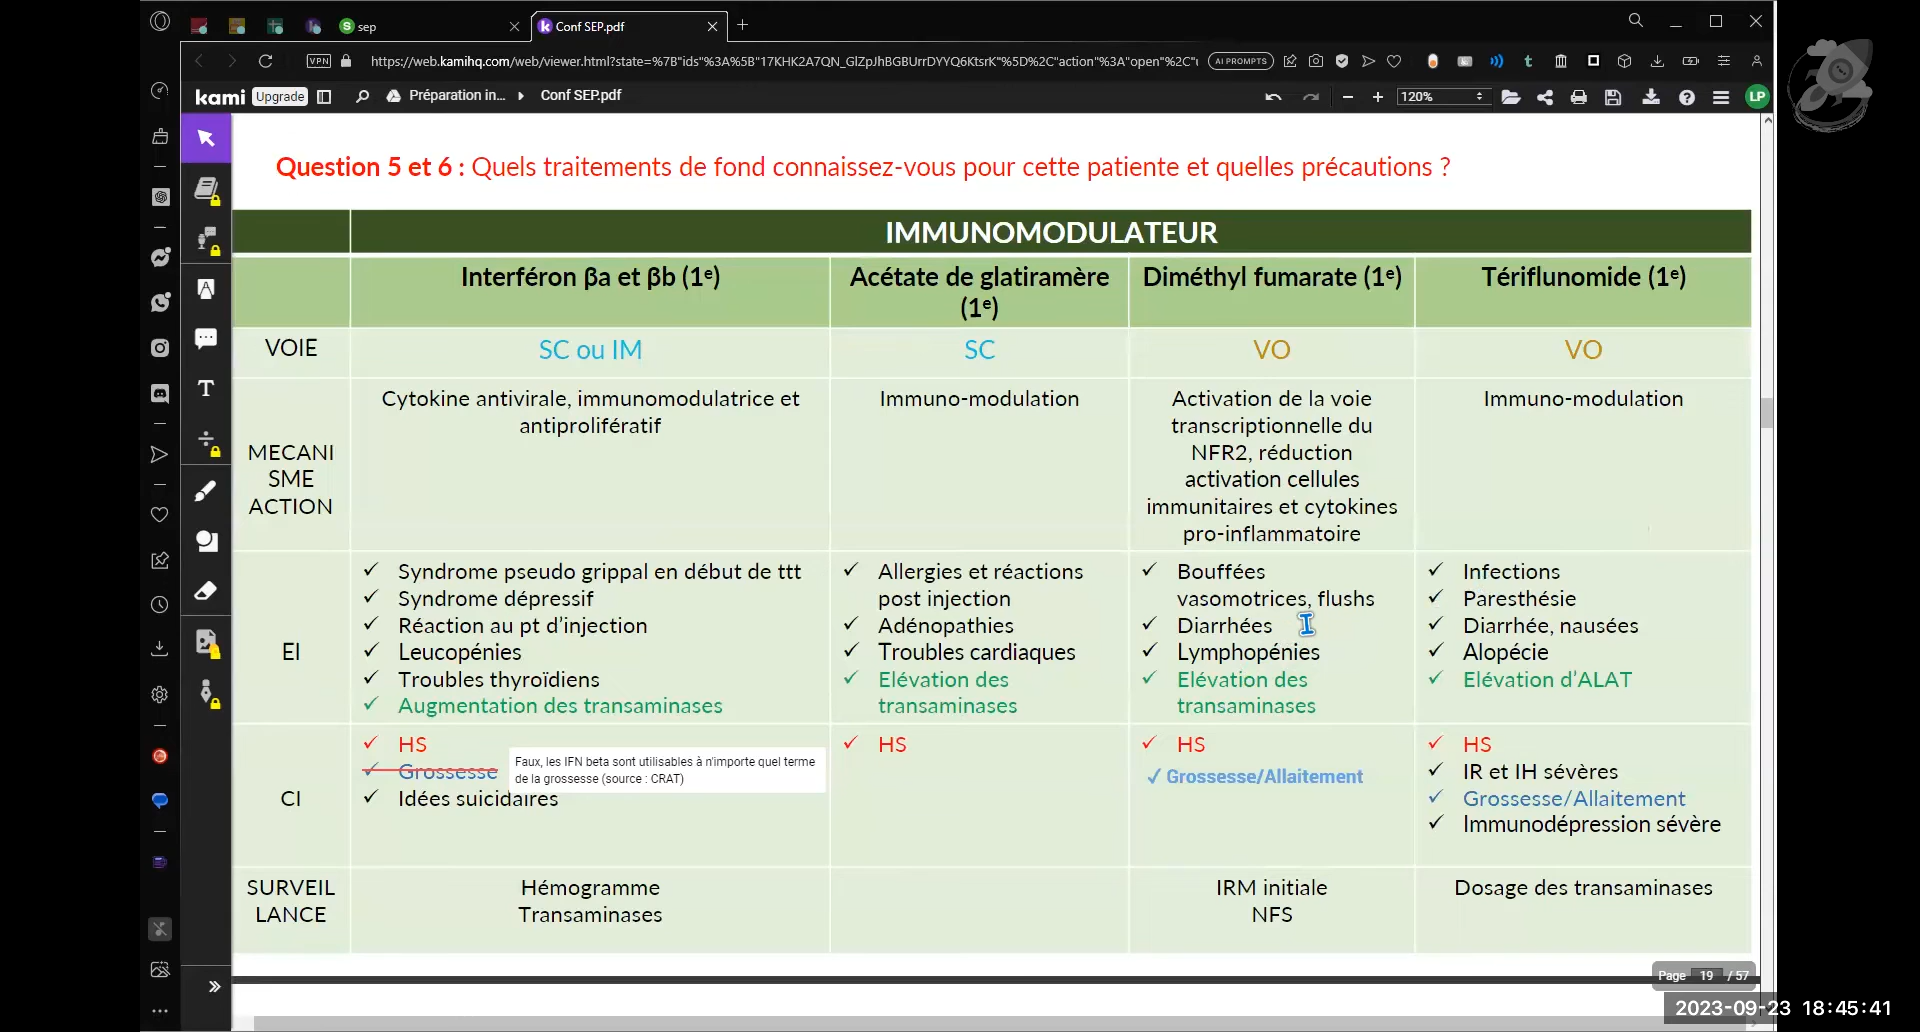 sep
Conf SEP.pdf
VPN
https://web.kamihq.com/web/viewer.html?state=%7B"ids"%3A%5B"17KHK2A7QN_GlZpJhBGBUrrDYYQ6KtsrK"%5D%2C"action"%3A"open"%2C"u
AI PROMPTS
kami
Upgrade
Préparation in...
Conf SEP.pdf
120%
LP
Question 5 et 6 : Quels traitements de fond connaissez-vous pour cette patiente et quelles précautions ?
IMMUNOMODULATEUR
Interféron βa et βb (1e)
Acétate de glatiramère
(1e)
Diméthyl fumarate (1e)
Tériflunomide (1e)
VOIE
SC ou IM
SC
VO
VO
MECANI
SME
ACTION
Cytokine antivirale, immunomodulatrice et
antiprolifératif
Immuno-modulation
Activation de la voie
transcriptionnelle du
NFR2, réduction
activation cellules
immunitaires et cytokines
pro-inflammatoire
Immuno-modulation
EI
✓ Syndrome pseudo grippal en début de ttt
✓ Syndrome dépressif
✓ Réaction au pt d'injection
✓ Leucopénies
✓ Troubles thyroïdiens
✓ Augmentation des transaminases
✓ Allergies et réactions
post injection
✓ Adénopathies
✓ Troubles cardiaques
✓ Elévation des
transaminases
✓ Bouffées
vasomotrices, flushs
✓ Diarrhées
✓ Lymphopénies
✓ Elévation des
transaminases
✓ Infections
✓ Paresthésie
✓ Diarrhée, nausées
✓ Alopécie
✓ Elévation d'ALAT
CI
✓ HS
✓ Grossesse
✓ Idées suicidaires
Faux, les IFN beta sont utilisables à n'importe quel terme
de la grossesse (source : CRAT)
✓ HS
✓ HS
✓ Grossesse/Allaitement
✓ HS
✓ IR et IH sévères
✓ Grossesse/Allaitement
✓ Immunodépression sévère
SURVEIL
LANCE
Hémogramme
Transaminases
IRM initiale
NFS
Dosage des transaminases
Page 19 / 57
2023-09-23 18:45:41